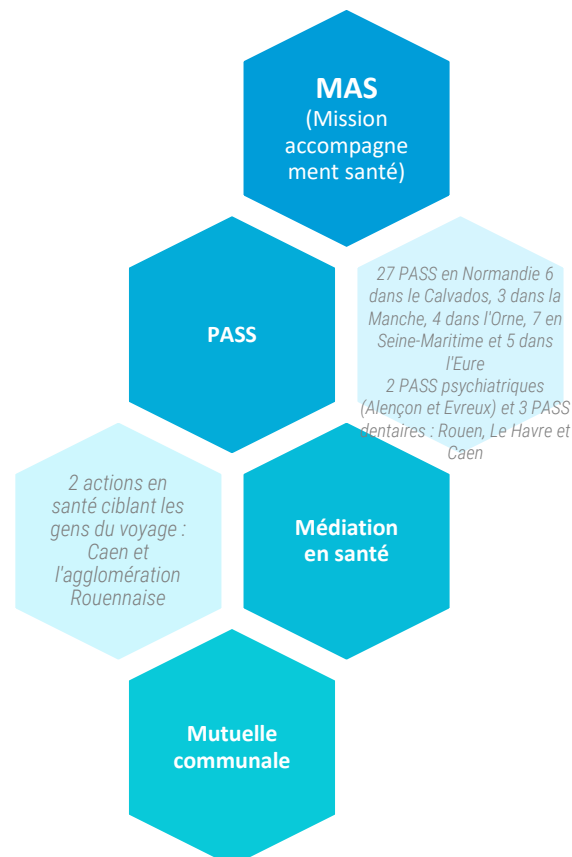 MAS
(Mission
accompagne
ment santé)
27 PASS en Normandie 6
dans le Calvados, 3 dans la
Manche, 4 dans l'Orne, 7 en
Seine-Maritime et 5 dans
l'Eure
2 PASS psychiatriques
(Alençon et Evreux) et 3 PASS
dentaires : Rouen, Le Havre et
Caen
PASS
2 actions en
santé ciblant les
gens du voyage :
Caen et
l'agglomération
Rouennaise
Médiation
en santé
Mutuelle
communale